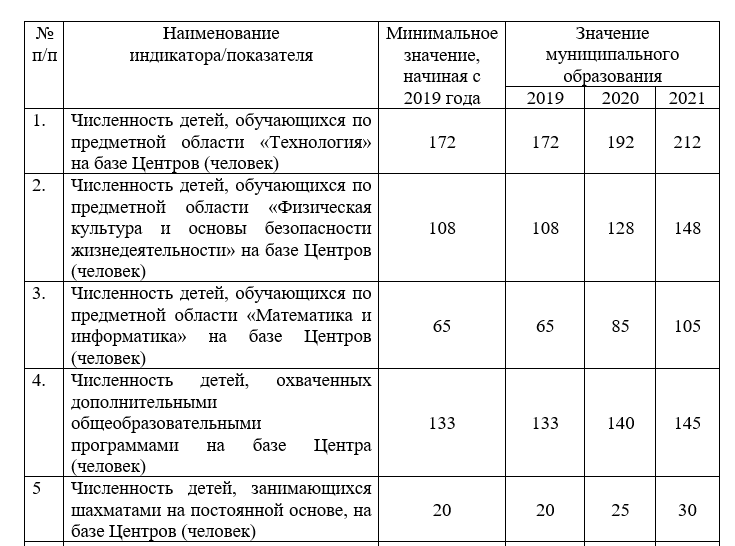 № п/п
Наименование индикатора/показателя
Минимальное значение, начиная с 2019 года
Значение муниципального образования
2019 2020 2021
1. Численность детей, обучающихся по
предметной области «Технология»
на базе Центров (человек)
172 172 192 212
2. Численность детей, обучающихся по
предметной области «Физическая
культура и основы безопасности
жизнедеятельности» на базе Центров
(человек)
108 108 128 148
3. Численность детей, обучающихся по
предметной области «Математика и
информатика» на базе Центров
(человек)
65 65 85 105
4. Численность детей, охваченных
дополнительными
общеобразовательными
программами на базе Центра
(человек)
133 133 140 145
5 Численность детей, занимающихся
шахматами на постоянной основе, на
базе Центров (человек)
20 20 25 30